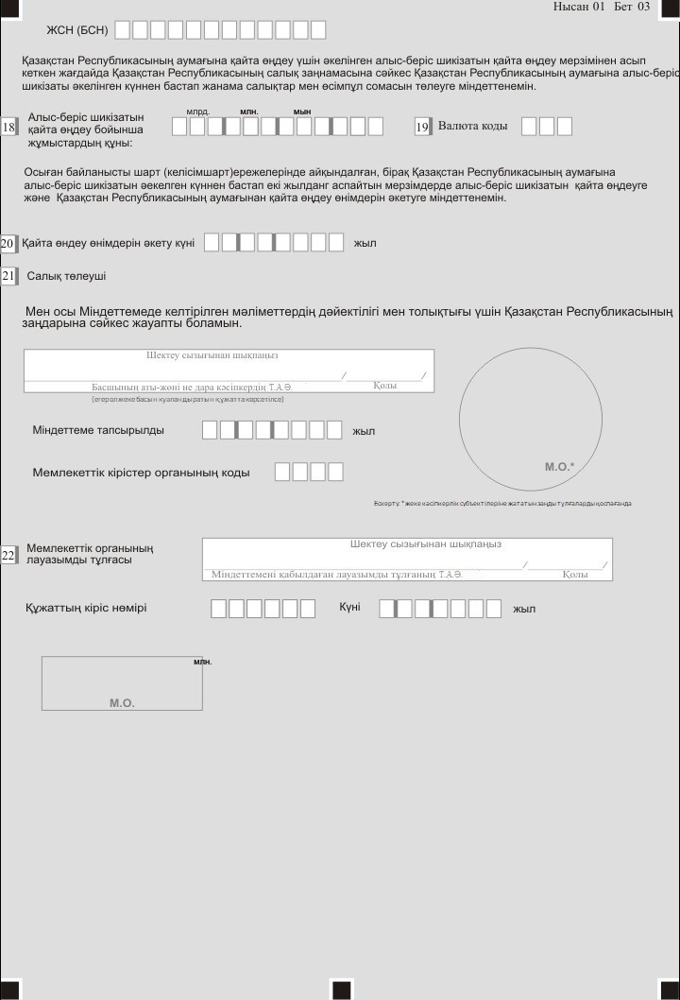 Нысан 01 Бет 03
ЖСН (БСН)
Қазақстан Республикасының аумағына қайта өңдеу үшін әкелінген алыс-беріс шикізатын қайта өңдеу мерзімінен асып
кеткен жағдайда Қазақстан Республикасының салық заңнамасына сәйкес Қазақстан Республикасының аумағына алыс-беріс
шикізаты әкелінген күннен бастап жанама салықтар мен өсімпұл сомасын төлеуге міндеттенемін.
млрд. млн. мын
18 Алыс-беріс шикізатын
қайта өңдеу бойынша
жұмыстардың құны:
19 Валюта коды
Осыған байланысты шарт (келісімшарт)ережелерінде айқындалған, бірақ Қазақстан Республикасының аумағына
алыс-беріс шикізатын әекелген күннен бастап екі жылданг аспайтын мерзімдерде алыс-беріс шикізатын қайта өңдеуге
және Қазақстан Республикасының аумағынан қайта өңдеу өнімдерін әкетуге міндеттенемін.
20 Қайта өндеу өнімдерін әкету күні жыл
21 Салық төлеуші
Мен осы Міндеттемеде келтірілген мәліметтердің дәйектілігі мен толықтығы үшін Қазақстан Республикасының
заңдарына сәйкес жауапты боламын.
Шектеу сызығынан шықпаңыз
/ /
Басшының аты-жөні не дара кәсіпкердің Т.А.Ә. Қолы
(егер ол жеке басын куаландыратын құжатта көрсетілсе)
Міндеттеме тапсырылды жыл
М.О.*
Мемлекеттік кірістер органының коды
Ескерту: *жеке кәсіпкерлік субъектілеріне жататын заңды тұлғаларды қоспағанда
22 Мемлекеттік органының
лауазымды тұлғасы
Шектеу сызығынан шықпаңыз
/ /
Міндеттемені қабылдаған лауазымды тұлғаның Т.А.Ә. Қолы
Құжаттың кіріс нөмірі Күні жыл
млн.
М.О.